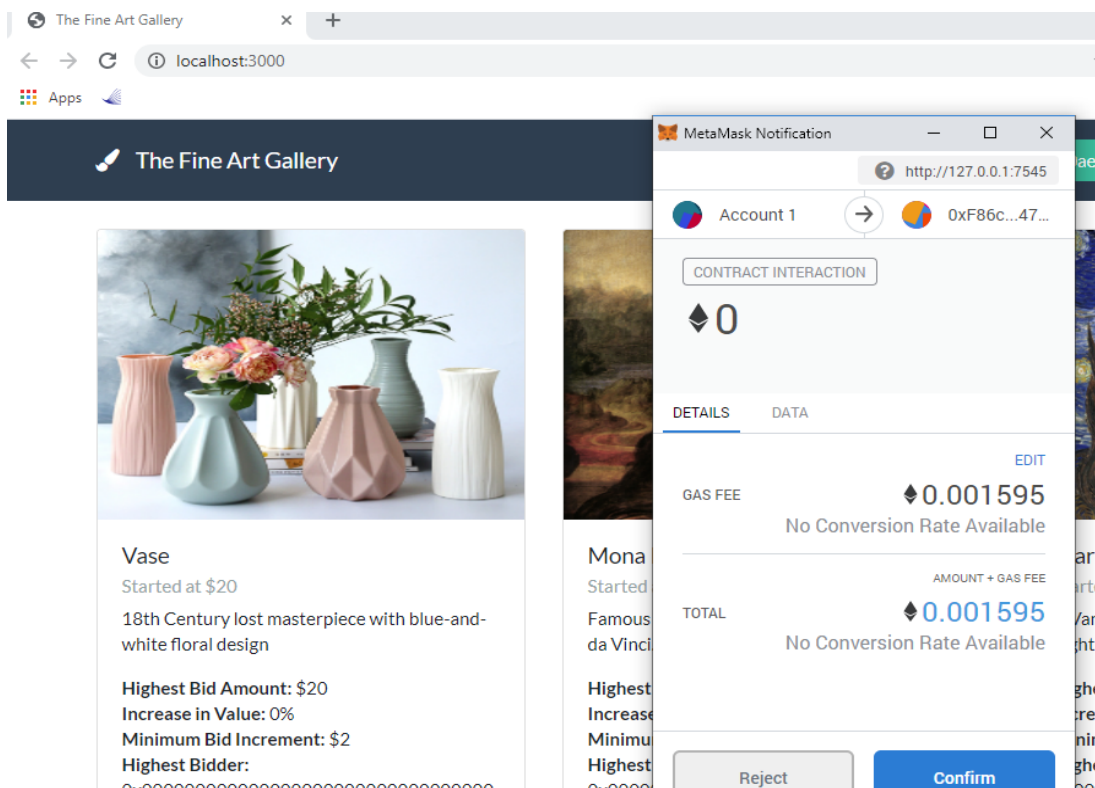 The Fine Art Gallery
localhost:3000
Apps
The Fine Art Gallery
MetaMask Notification
http://127.0.0.1:7545
Account 1
0xF86c...47...
CONTRACT INTERACTION
0
DETAILS
DATA
EDIT
GAS FEE
0.001595
No Conversion Rate Available
AMOUNT + GAS FEE
TOTAL
0.001595
No Conversion Rate Available
Reject
Confirm
Vase
Started at $20
18th Century lost masterpiece with blue-and-
white floral design
Highest Bid Amount: $20
Increase in Value: 0%
Minimum Bid Increment: $2
Highest Bidder:
Mona
Started
Famous
da Vinci
Highest
Increase
Highest